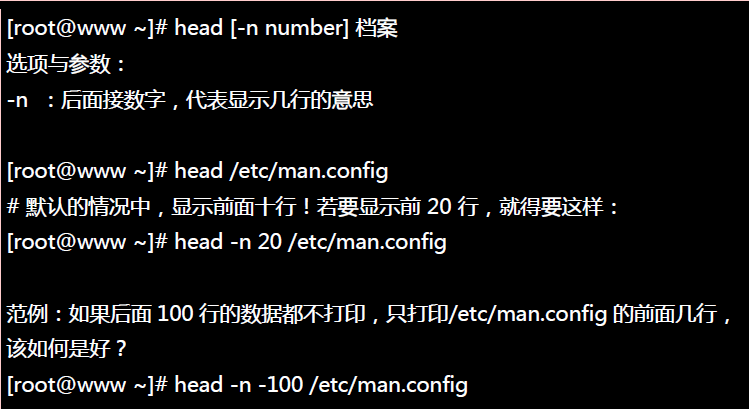 [root@www ~]# head [-n number] 档案
选项与参数：
-n ：后面接数字，代表显示几行的意思
[root@www ~]# head /etc/man.config
# 默认的情况中，显示前面十行！若要显示前 20 行，就得要这样：
[root@www ~]# head -n 20 /etc/man.config
范例：如果后面 100 行的数据都不打印，只打印/etc/man.config 的前面几行，
该如何是好？
[root@www ~]# head -n -100 /etc/man.config